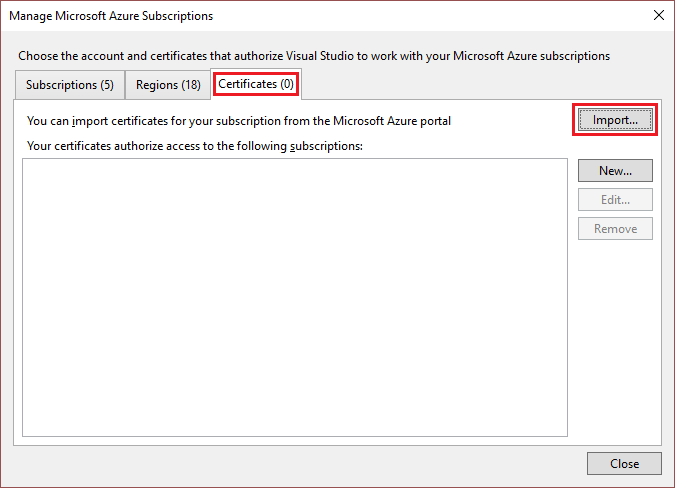 Manage Microsoft Azure Subscriptions
Choose the account and certificates that authorize Visual Studio to work with your Microsoft Azure subscriptions
Subscriptions (5) Regions (18) Certificates (0)
You can import certificates for your subscription from the Microsoft Azure portal Import...
Your certificates authorize access to the following subscriptions:
New...
Edit...
Remove
Close